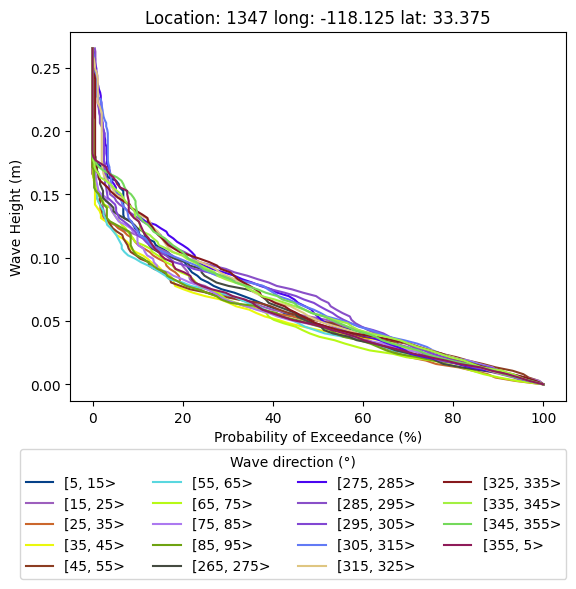 Location: 1347 long: -118.125 lat: 33.375
0.25
0.20
0.15
0.10
0.05
0.00
Wave Height (m)
0 20 40 60 80 100
Probability of Exceedance (%)
Wave direction (°)
[5, 15> [55, 65> [275, 285> [325, 335>
[15, 25> [65, 75> [285, 295> [335, 345>
[25, 35> [75, 85> [295, 305> [345, 355>
[35, 45> [85, 95> [305, 315> [355, 5>
[45, 55> [265, 275> [315, 325>